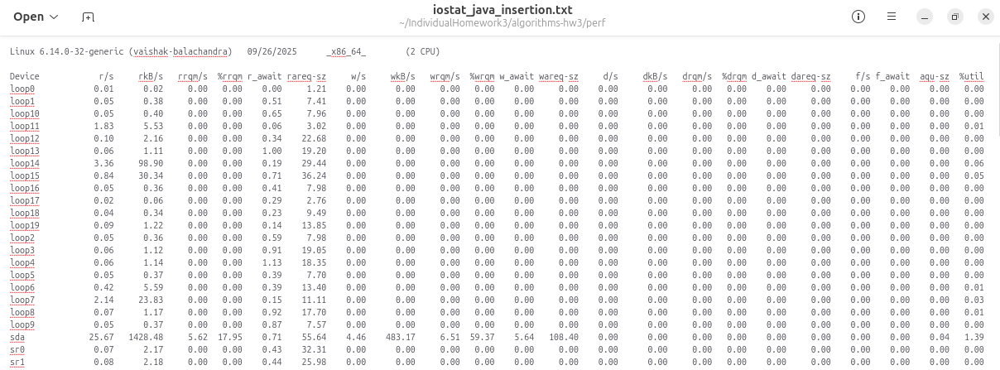 Open
iostat_java_insertion.txt
~/IndividualHomework3/algorithms-hw3/perf
Linux 6.14.0-32-generic (vaishak-balachandra) 09/26/2025 _x86_64_ (2 CPU)
Device r/s rkB/s rrqm/s %rrqm r_await rareq-sz w/s wkB/s wrqm/s %wrqm w_await wareq-sz d/s dkB/s drqm/s %drqm d_await dareq-sz f/s f_await aqu-sz %util
loop0 0.01 0.02 0.00 0.00 0.00 1.21 0.00 0.00 0.00 0.00 0.00 0.00 0.00 0.00 0.00 0.00 0.00 0.00 0.00 0.00 0.00 0.00
loop1 0.05 0.38 0.00 0.00 0.51 7.41 0.00 0.00 0.00 0.00 0.00 0.00 0.00 0.00 0.00 0.00 0.00 0.00 0.00 0.00 0.00 0.00
loop10 0.05 0.40 0.00 0.00 0.65 7.96 0.00 0.00 0.00 0.00 0.00 0.00 0.00 0.00 0.00 0.00 0.00 0.00 0.00 0.00 0.00 0.00
loop11 1.83 5.53 0.00 0.00 0.06 3.02 0.00 0.00 0.00 0.00 0.00 0.00 0.00 0.00 0.00 0.00 0.00 0.00 0.00 0.00 0.00 0.01
loop12 0.10 2.16 0.00 0.00 0.34 22.68 0.00 0.00 0.00 0.00 0.00 0.00 0.00 0.00 0.00 0.00 0.00 0.00 0.00 0.00 0.00 0.00
loop13 0.06 1.11 0.00 0.00 1.00 19.20 0.00 0.00 0.00 0.00 0.00 0.00 0.00 0.00 0.00 0.00 0.00 0.00 0.00 0.00 0.00 0.00
loop14 3.36 98.90 0.00 0.00 0.19 29.44 0.00 0.00 0.00 0.00 0.00 0.00 0.00 0.00 0.00 0.00 0.00 0.00 0.00 0.00 0.00 0.06
loop15 0.84 30.34 0.00 0.00 0.71 36.24 0.00 0.00 0.00 0.00 0.00 0.00 0.00 0.00 0.00 0.00 0.00 0.00 0.00 0.00 0.00 0.05
loop16 0.05 0.36 0.00 0.00 0.41 7.98 0.00 0.00 0.00 0.00 0.00 0.00 0.00 0.00 0.00 0.00 0.00 0.00 0.00 0.00 0.00 0.00
loop17 0.02 0.06 0.00 0.00 0.29 2.76 0.00 0.00 0.00 0.00 0.00 0.00 0.00 0.00 0.00 0.00 0.00 0.00 0.00 0.00 0.00 0.00
loop18 0.04 0.34 0.00 0.00 0.23 9.49 0.00 0.00 0.00 0.00 0.00 0.00 0.00 0.00 0.00 0.00 0.00 0.00 0.00 0.00 0.00 0.00
loop19 0.09 1.22 0.00 0.00 0.14 13.85 0.00 0.00 0.00 0.00 0.00 0.00 0.00 0.00 0.00 0.00 0.00 0.00 0.00 0.00 0.00 0.00
loop2 0.05 0.36 0.00 0.00 0.59 7.98 0.00 0.00 0.00 0.00 0.00 0.00 0.00 0.00 0.00 0.00 0.00 0.00 0.00 0.00 0.00 0.00
loop3 0.06 1.12 0.00 0.00 0.91 19.05 0.00 0.00 0.00 0.00 0.00 0.00 0.00 0.00 0.00 0.00 0.00 0.00 0.00 0.00 0.00 0.00
loop4 0.06 1.14 0.00 0.00 1.13 18.35 0.00 0.00 0.00 0.00 0.00 0.00 0.00 0.00 0.00 0.00 0.00 0.00 0.00 0.00 0.00 0.00
loop5 0.05 0.37 0.00 0.00 0.39 7.70 0.00 0.00 0.00 0.00 0.00 0.00 0.00 0.00 0.00 0.00 0.00 0.00 0.00 0.00 0.00 0.00
loop6 0.42 5.59 0.00 0.00 0.39 13.40 0.00 0.00 0.00 0.00 0.00 0.00 0.00 0.00 0.00 0.00 0.00 0.00 0.00 0.00 0.00 0.01
loop7 2.14 23.83 0.00 0.00 0.15 11.11 0.00 0.00 0.00 0.00 0.00 0.00 0.00 0.00 0.00 0.00 0.00 0.00 0.00 0.00 0.00 0.03
loop8 0.07 1.17 0.00 0.00 0.92 17.70 0.00 0.00 0.00 0.00 0.00 0.00 0.00 0.00 0.00 0.00 0.00 0.00 0.00 0.00 0.00 0.01
loop9 0.05 0.37 0.00 0.00 0.87 7.57 0.00 0.00 0.00 0.00 0.00 0.00 0.00 0.00 0.00 0.00 0.00 0.00 0.00 0.00 0.00 0.00
sda 25.67 1428.48 5.62 17.95 0.71 55.64 4.46 483.17 6.51 59.37 5.64 108.40 0.00 0.00 0.00 0.00 0.00 0.00 0.00 0.00 0.04 1.39
sr0 0.07 2.17 0.00 0.00 0.43 32.31 0.00 0.00 0.00 0.00 0.00 0.00 0.00 0.00 0.00 0.00 0.00 0.00 0.00 0.00 0.00 0.00
sr1 0.08 2.18 0.00 0.00 0.44 25.98 0.00 0.00 0.00 0.00 0.00 0.00 0.00 0.00 0.00 0.00 0.00 0.00 0.00 0.00 0.00 0.00